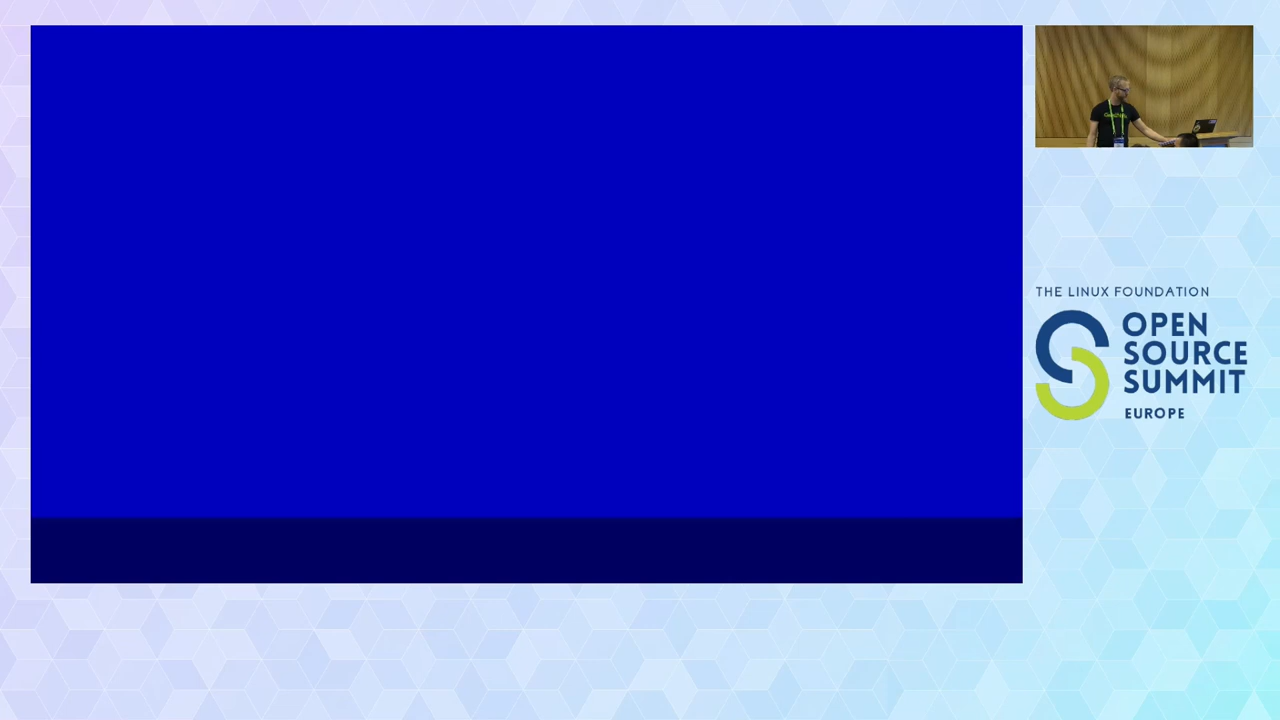 THE LINUX FOUNDATION
OPEN
SOURCE
SUMMIT
EUROPE